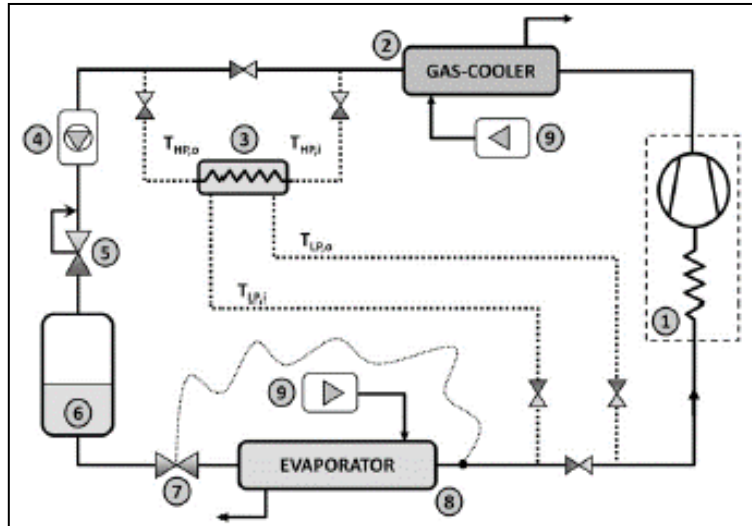 2
GAS-COOLER
4
3
9
T_HP,o
T_HP,i
5
T_LP,o
1
T_LP,i
6
9
EVAPORATOR
7
8